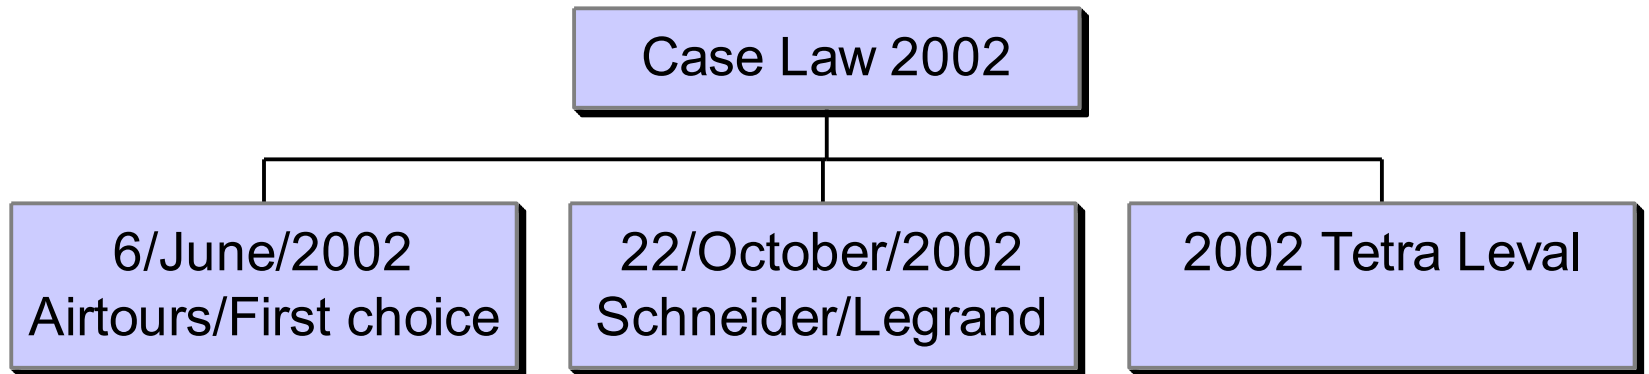 Case Law 2002
6/June/2002
Airtours/First choice
22/October/2002
Schneider/Legrand
2002 Tetra Leval